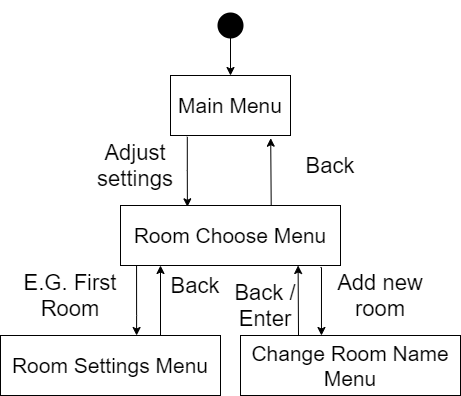 Main Menu
Adjust
settings
Back
Room Choose Menu
E.G. First
Room
Back
Back /
Enter
Add new
room
Room Settings Menu
Change Room Name
Menu